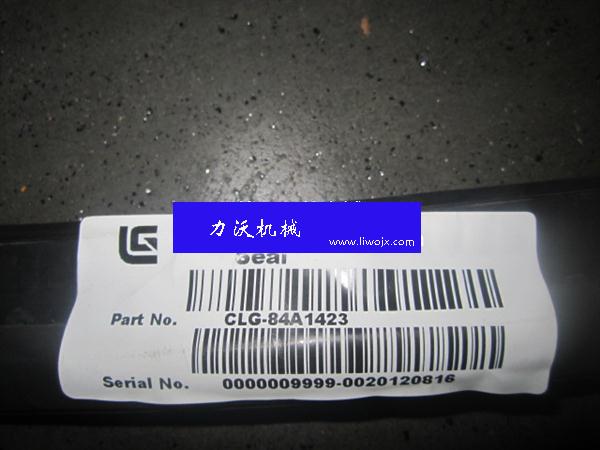 力沃机械
www.liwojx.com
Seal
Part No. CLG-84A1423
Serial No. 0000009999-0020120816